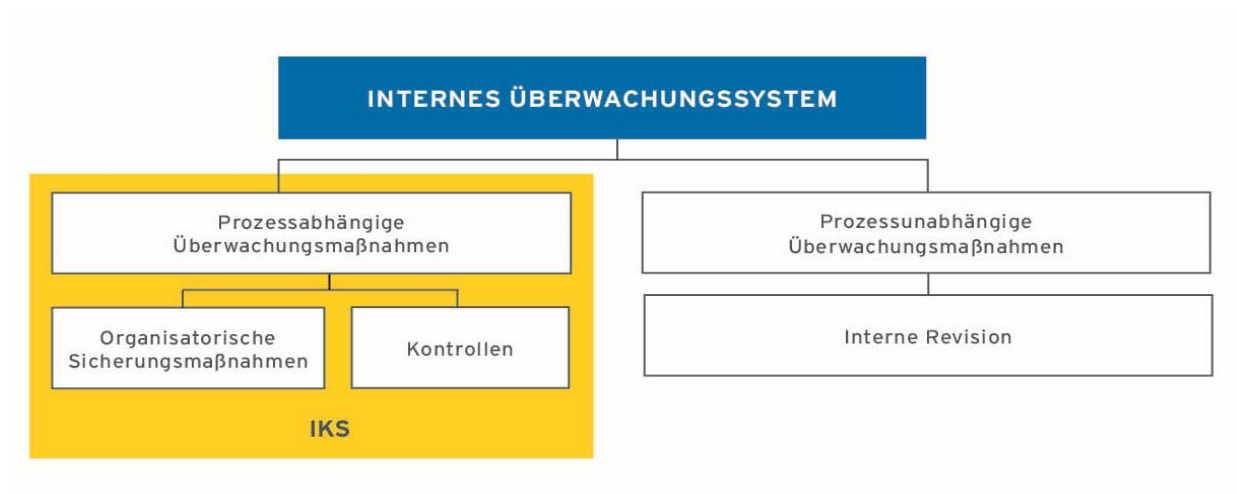 INTERNES ÜBERWACHUNGSSYSTEM
Prozessabhängige
Überwachungsmaßnahmen
Prozessunabhängige
Überwachungsmaßnahmen
Organisatorische
Sicherungsmaßnahmen
Kontrollen
Interne Revision
IKS